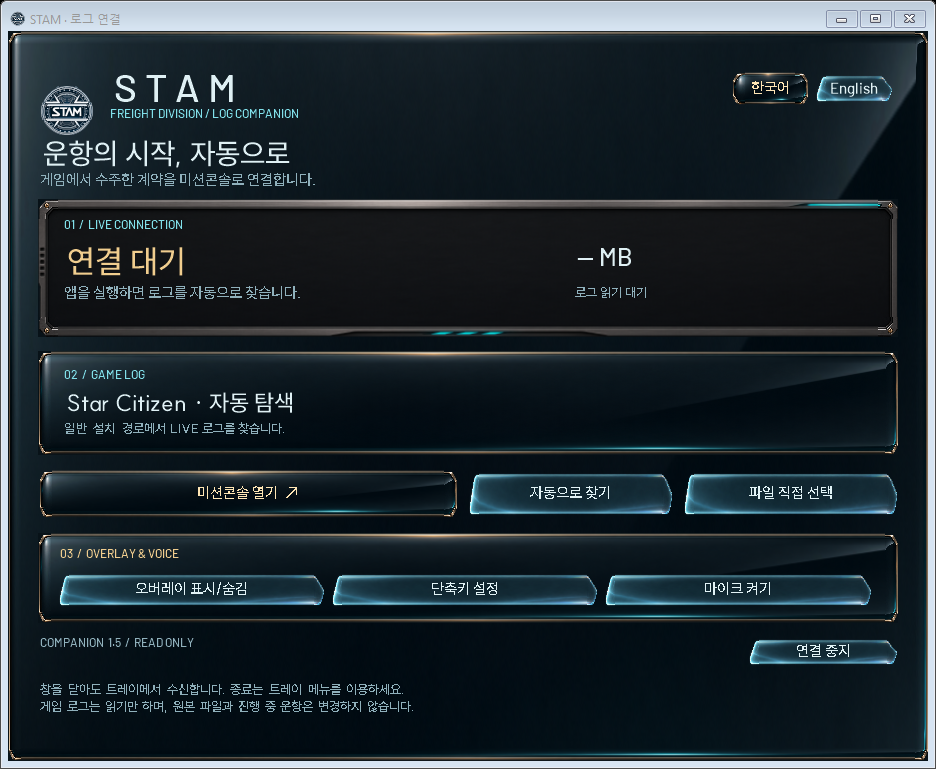 STAM · 로그 연결
STAM
STAM
FREIGHT DIVISION / LOG COMPANION
한국어
English
운항의 시작, 자동으로
게임에서 수주한 계약을 미션콘솔로 연결합니다.
01 / LIVE CONNECTION
연결 대기
앱을 실행하면 로그를 자동으로 찾습니다.
— MB
로그 읽기 대기
02 / GAME LOG
Star Citizen · 자동 탐색
일반 설치 경로에서 LIVE 로그를 찾습니다.
미션콘솔 열기 ↗
자동으로 찾기
파일 직접 선택
03 / OVERLAY & VOICE
오버레이 표시/숨김
단축키 설정
마이크 켜기
COMPANION 1.5 / READ ONLY
연결 중지
창을 닫아도 트레이에서 수신합니다. 종료는 트레이 메뉴를 이용하세요.
게임 로그는 읽기만 하며, 원본 파일과 진행 중 운항은 변경하지 않습니다.